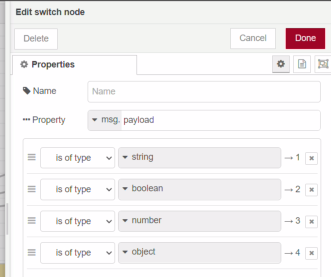 Edit switch node
Delete Cancel Done
Properties
Name Name
Property msg. payload
is of type string → 1 x
is of type boolean → 2 x
is of type number → 3 x
is of type object → 4 x